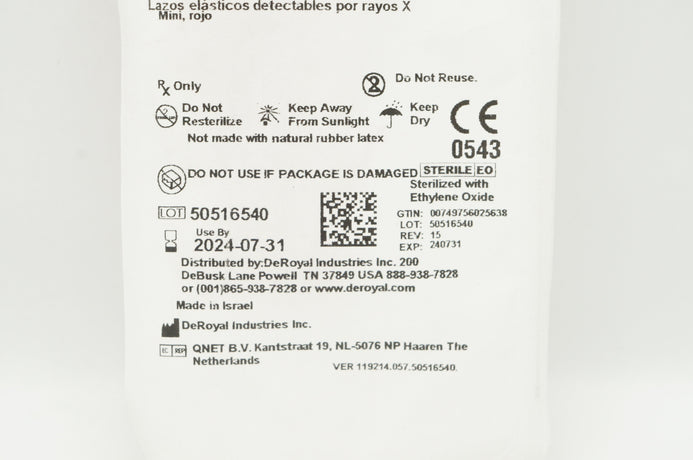 Lazos elásticos detectables por rayos X
Mini, rojo
Rx Only
2 Do Not Reuse.
Do Not Resterilize
Keep Away From Sunlight
Keep Dry
CE
0543
Not made with natural rubber latex
DO NOT USE IF PACKAGE IS DAMAGED
STERILE EO
Sterilized with
Ethylene Oxide
LOT 50516540
Use By
2024-07-31
GTIN: 00749756025638
LOT: 50516540
REV: 15
EXP: 240731
Distributed by:DeRoyal Industries Inc. 200
DeBusk Lane Powell TN 37849 USA 888-938-7828
or (001)865-938-7828 or www.deroyal.com
Made in Israel
DeRoyal Industries Inc.
EC REP QNET B.V. Kantstraat 19, NL-5076 NP Haaren The
Netherlands
VER 119214.057.50516540.